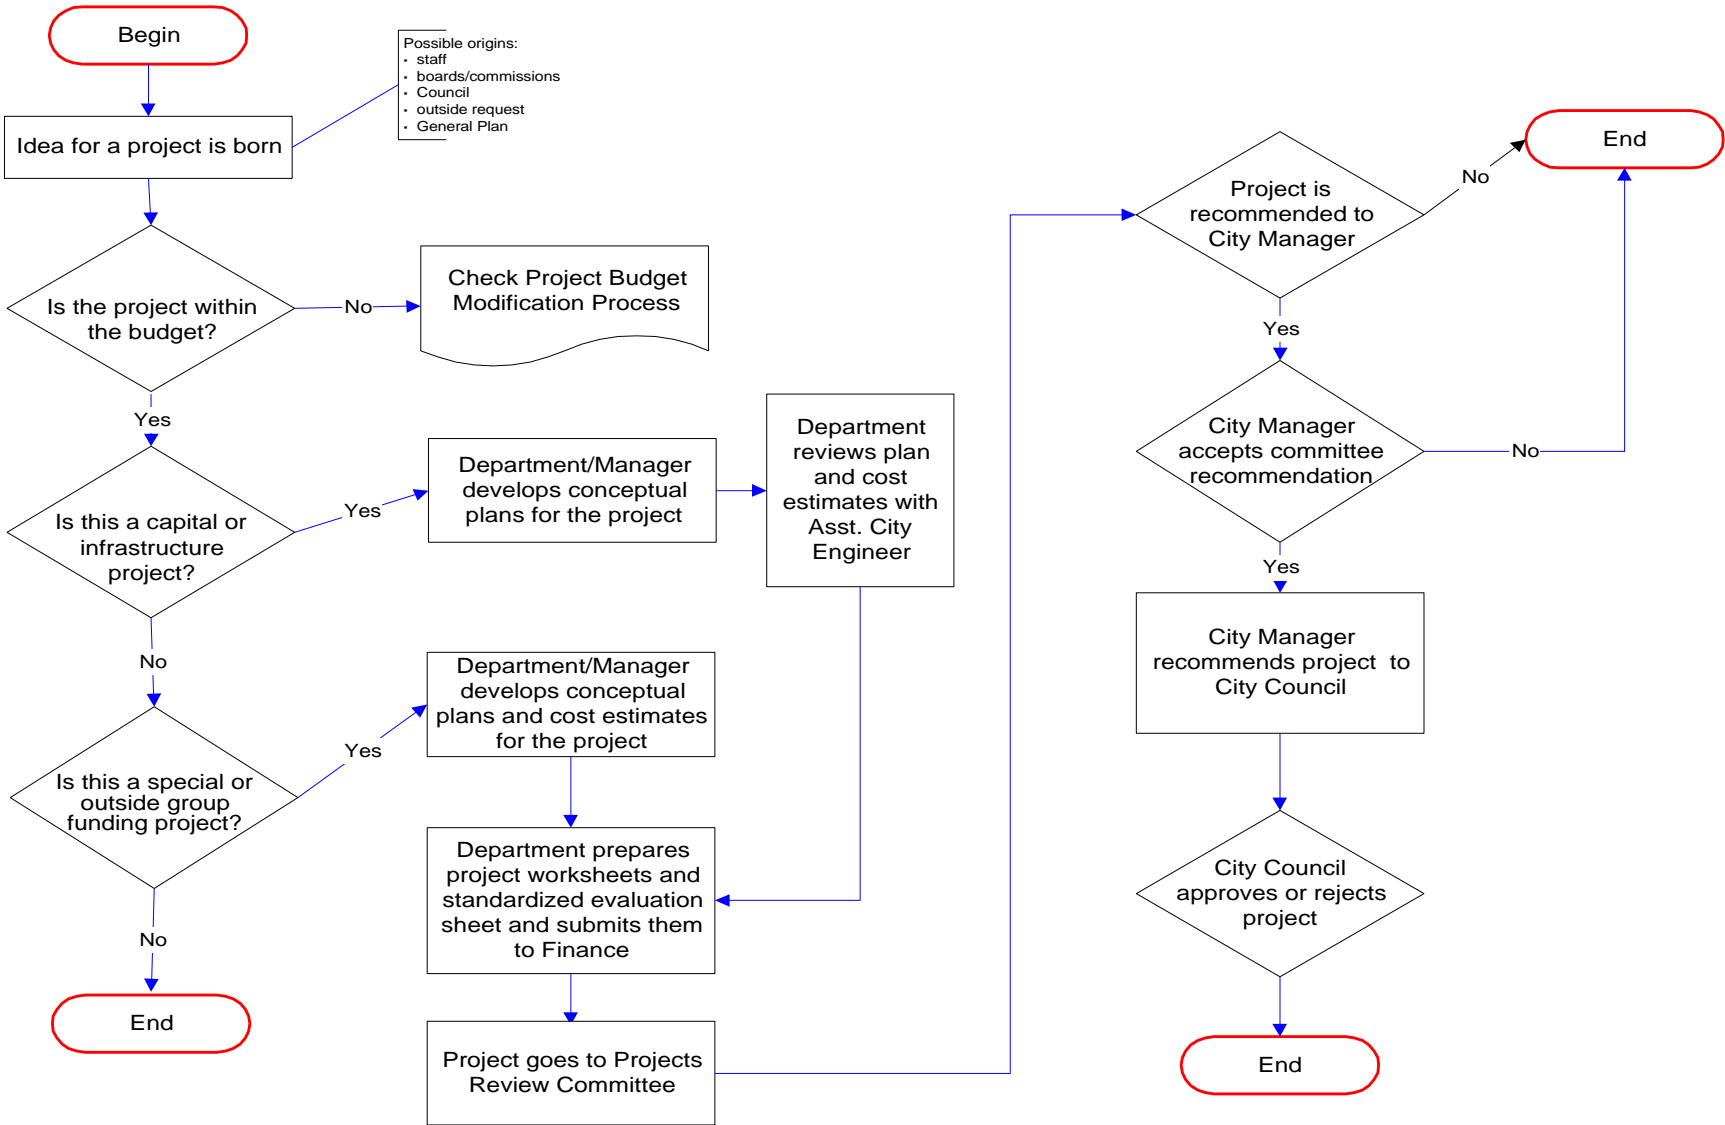 Begin
Possible origins:
· staff
· boards/commissions
· Council
· outside request
· General Plan
Idea for a project is born
Is the project within
the budget?
No
Check Project Budget
Modification Process
Yes
Is this a capital or
infrastructure
project?
Yes
Department/Manager
develops conceptual
plans for the project
Department
reviews plan
and cost
estimates with
Asst. City
Engineer
No
Is this a special or
outside group
funding project?
Yes
Department/Manager
develops conceptual
plans and cost estimates
for the project
Department prepares
project worksheets and
standardized evaluation
sheet and submits them
to Finance
No
End
Project goes to Projects
Review Committee
Project is
recommended to
City Manager
No
End
Yes
City Manager
accepts committee
recommendation
No
Yes
City Manager
recommends project to
City Council
City Council
approves or rejects
project
End